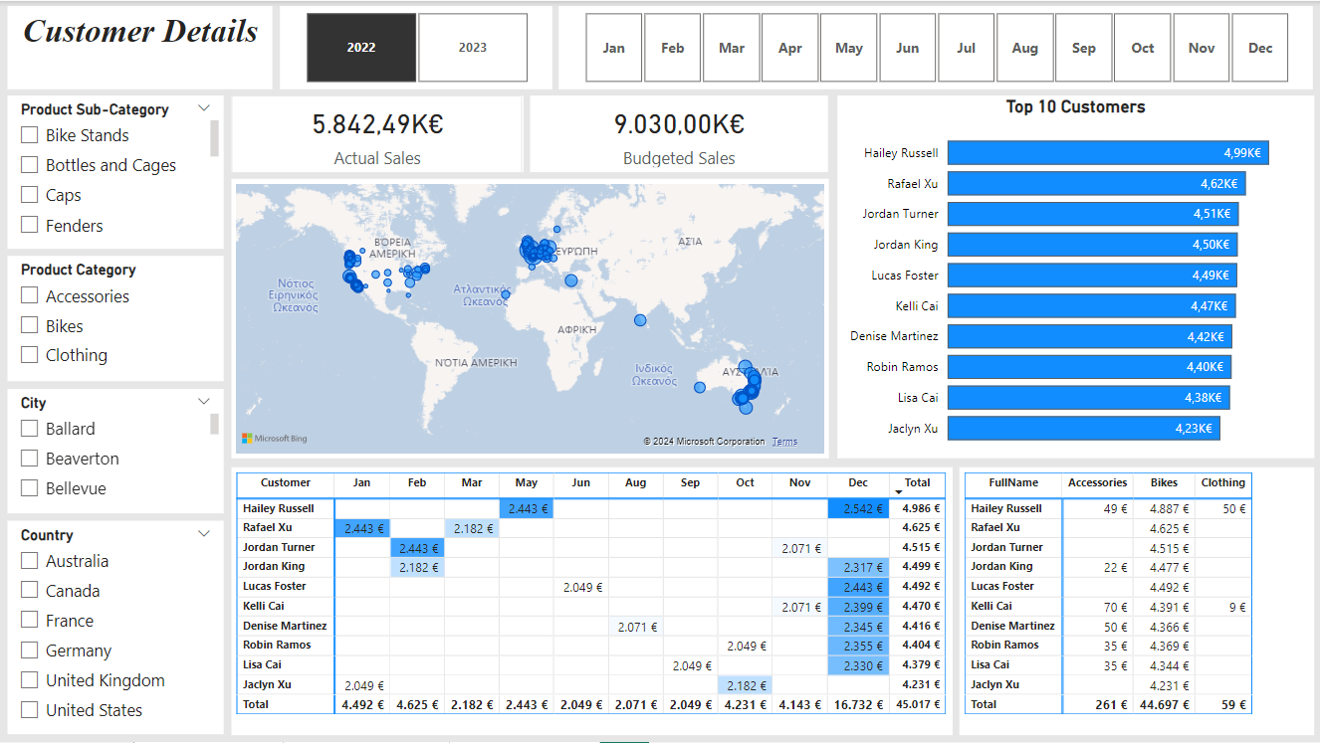 Customer Details
2022
2023
Jan
Feb
Mar
Apr
May
Jun
Jul
Aug
Sep
Oct
Nov
Dec
Product Sub-Category
Bike Stands
Bottles and Cages
Caps
Fenders
Product Category
Accessories
Bikes
Clothing
City
Ballard
Beaverton
Bellevue
Country
Australia
Canada
France
Germany
United Kingdom
United States
5.842,49K€
Actual Sales
9.030,00K€
Budgeted Sales
ΒΌΡΕΙΑ
ΑΜΕΡΙΚΉ
Νότιος
Ειρηνικός
Ωκεανός
Ατλαντικός
Ωκεανός
ΕΥΡΏΠΗ
ΑΣΊΑ
ΑΦΡΙΚΉ
ΝΌΤΙΑ ΑΜΕΡΙΚΉ
Ινδικός
Ωκεανός
Microsoft Bing
© 2024 Microsoft Corporation Terms
Top 10 Customers
Hailey Russell 4,99K€
Rafael Xu 4,62K€
Jordan Turner 4,51K€
Jordan King 4,50K€
Lucas Foster 4,49K€
Kelli Cai 4,47K€
Denise Martinez 4,42K€
Robin Ramos 4,40K€
Lisa Cai 4,38K€
Jaclyn Xu 4,23K€
Customer Jan Feb Mar May Jun Aug Sep Oct Nov Dec Total
Hailey Russell 2.443 € 2.542 € 4.986 €
Rafael Xu 2.443 € 2.182 € 4.625 €
Jordan Turner 2.443 € 2.071 € 4.515 €
Jordan King 2.182 € 2.317 € 4.499 €
Lucas Foster 2.049 € 2.443 € 4.492 €
Kelli Cai 2.071 € 2.399 € 4.470 €
Denise Martinez 2.071 € 2.345 € 4.416 €
Robin Ramos 2.049 € 2.355 € 4.404 €
Lisa Cai 2.049 € 2.330 € 4.379 €
Jaclyn Xu 2.049 € 2.182 € 4.231 €
Total 4.492 € 4.625 € 2.182 € 2.443 € 2.049 € 2.071 € 2.049 € 4.231 € 4.143 € 16.732 € 45.017 €
FullName Accessories Bikes Clothing
Hailey Russell 49 € 4.887 € 50 €
Rafael Xu 4.625 €
Jordan Turner 4.515 €
Jordan King 22 € 4.477 €
Lucas Foster 4.492 €
Kelli Cai 70 € 4.391 € 9 €
Denise Martinez 50 € 4.366 €
Robin Ramos 35 € 4.369 €
Lisa Cai 35 € 4.344 €
Jaclyn Xu 4.231 €
Total 261 € 44.697 € 59 €